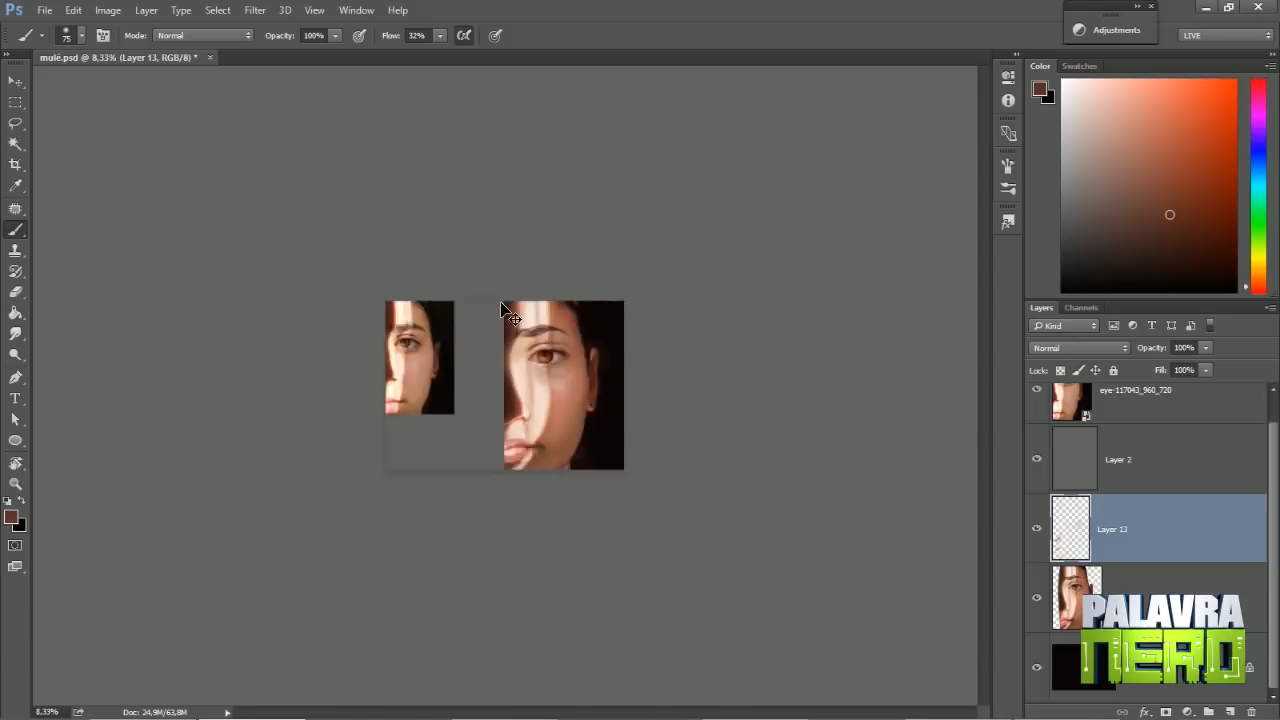 Ps File Edit Image Layer Type Select Filter 3D View Window Help
75 Mode: Normal Opacity: 100% Flow: 32%
Adjustments
LIVE
mulé.psd @ 8.33% (Layer 13, RGB/8) * ×
Color Swatches
Layers Channels
Kind
Normal Opacity: 100%
Lock: Fill: 100%
eye-117043_960_720
Layer 2
Layer 13
PALAVRA
NERD
8.33% Doc: 24,9M/63,8M